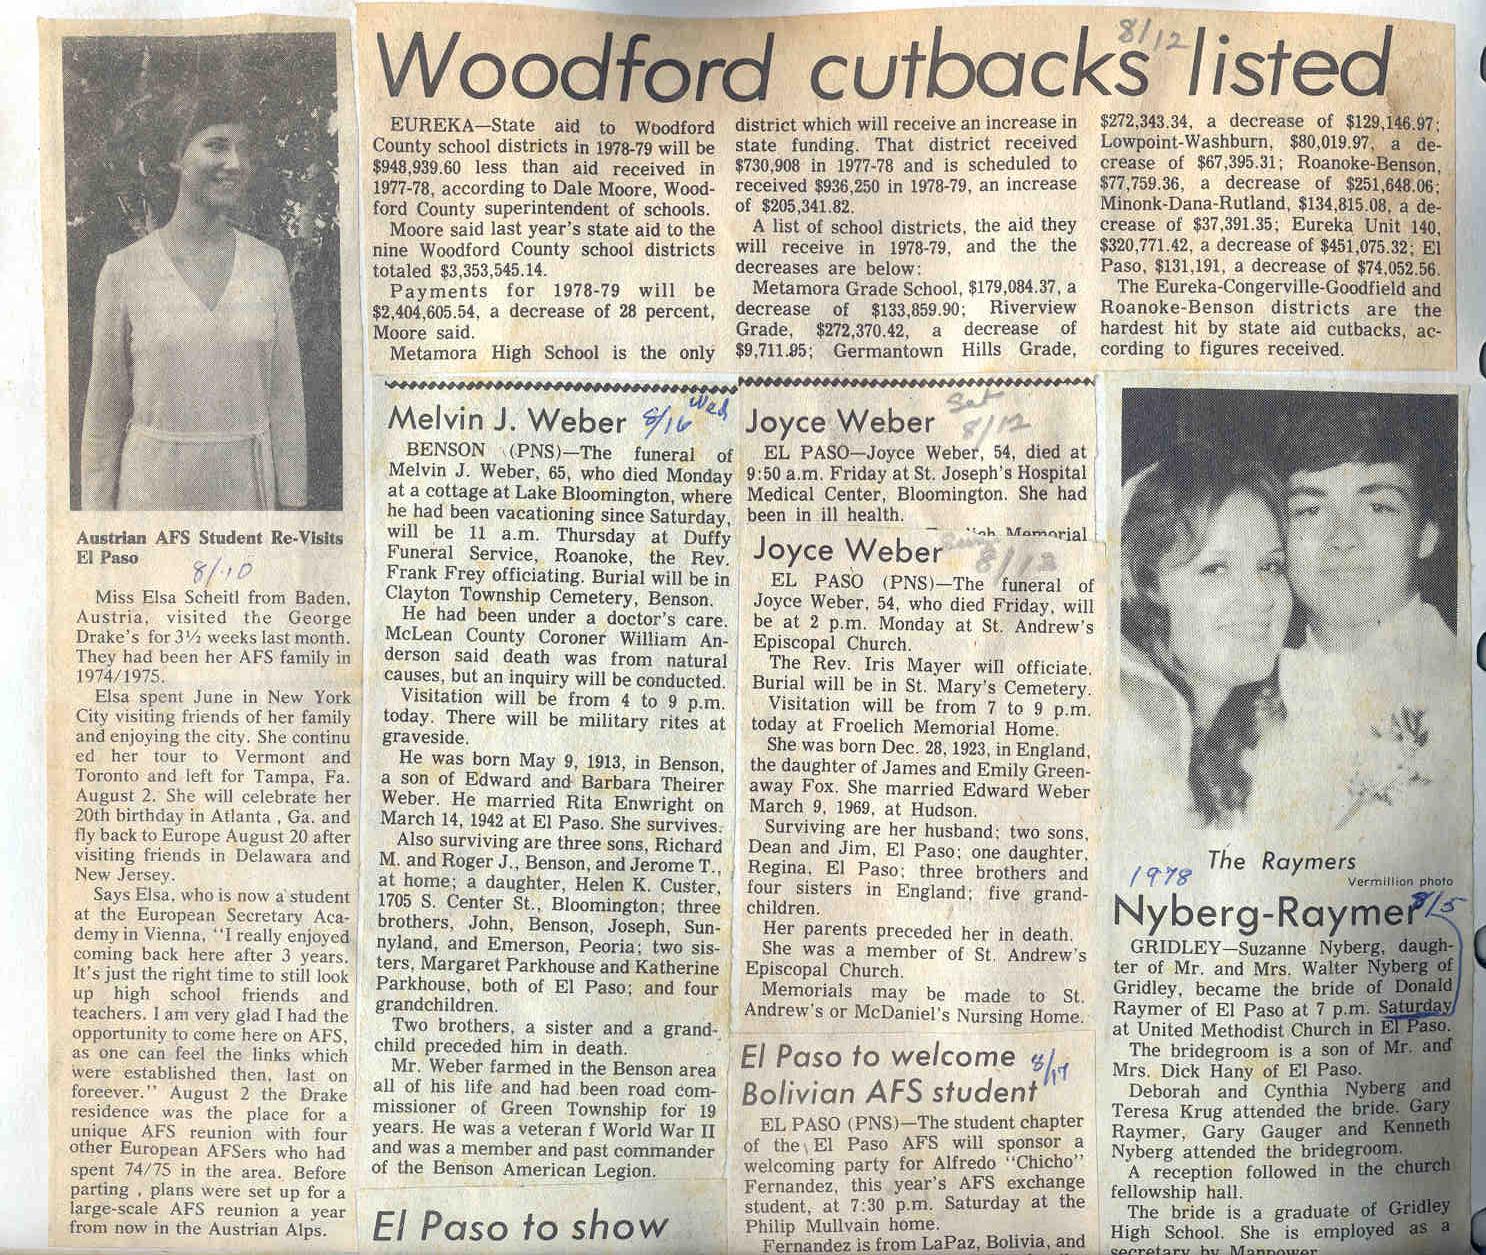 Woodford cutbacks listed
8/12
EUREKA—State aid to Woodford
County school districts in 1978-79 will be
$948,939.60 less than aid received in
1977-78, according to Dale Moore, Wood-
ford County superintendent of schools.
Moore said last year's state aid to the
nine Woodford County school districts
totaled $3,353,545.14.
Payments for 1978-79 will be
$2,404,605.54, a decrease of 28 percent,
Moore said.
Metamora High School is the only
district which will receive an increase in
state funding. That district received
$730,908 in 1977-78 and is scheduled to
received $936,250 in 1978-79, an increase
of $205,341.82.
A list of school districts, the aid they
will receive in 1978-79, and the the
decreases are below:
Metamora Grade School, $179,084.37, a
decrease of $133,859.90; Riverview
Grade, $272,370.42, a decrease of
$9,711.95; Germantown Hills Grade,
$272,343.34, a decrease of $129,146.97;
Lowpoint-Washburn, $80,019.97, a de-
crease of $67,395.31; Roanoke-Benson,
$77,759.36, a decrease of $251,648.06;
Minonk-Dana-Rutland, $134,815.08, a de-
crease of $37,391.35; Eureka Unit 140,
$320,771.42, a decrease of $451,075.32; El
Paso, $131,191, a decrease of $74,052.56.
The Eureka-Congerville-Goodfield and
Roanoke-Benson districts are the
hardest hit by state aid cutbacks, ac-
cording to figures received.
Austrian AFS Student Re-Visits
El Paso
8/10
Miss Elsa Scheitl from Baden,
Austria, visited the George
Drake's for 3½ weeks last month.
They had been her AFS family in
1974/1975.
Elsa spent June in New York
City visiting friends of her family
and enjoying the city. She continu
ed her tour to Vermont and
Toronto and left for Tampa, Fa.
August 2. She will celebrate her
20th birthday in Atlanta , Ga. and
fly back to Europe August 20 after
visiting friends in Delawara and
New Jersey.
Says Elsa, who is now a student
at the European Secretary Aca-
demy in Vienna, "I really enjoyed
coming back here after 3 years.
It's just the right time to still look
up high school friends and
teachers. I am very glad I had the
opportunity to come here on AFS,
as one can feel the links which
were established then, last on
foreever." August 2 the Drake
residence was the place for a
unique AFS reunion with four
other European AFSers who had
spent 74/75 in the area. Before
parting , plans were set up for a
large-scale AFS reunion a year
from now in the Austrian Alps.
Melvin J. Weber
8/16 Wed
BENSON (PNS)—The funeral of
Melvin J. Weber, 65, who died Monday
at a cottage at Lake Bloomington, where
he had been vacationing since Saturday,
will be 11 a.m. Thursday at Duffy
Funeral Service, Roanoke, the Rev.
Frank Frey officiating. Burial will be in
Clayton Township Cemetery, Benson.
He had been under a doctor's care.
McLean County Coroner William An-
derson said death was from natural
causes, but an inquiry will be conducted.
Visitation will be from 4 to 9 p.m.
today. There will be military rites at
graveside.
He was born May 9, 1913, in Benson,
a son of Edward and Barbara Theirer
Weber. He married Rita Enwright on
March 14, 1942 at El Paso. She survives.
Also surviving are three sons, Richard
M. and Roger J., Benson, and Jerome T.,
at home; a daughter, Helen K. Custer,
1705 S. Center St., Bloomington; three
brothers, John, Benson, Joseph, Sun-
nyland, and Emerson, Peoria; two sis-
ters, Margaret Parkhouse and Katherine
Parkhouse, both of El Paso; and four
grandchildren.
Two brothers, a sister and a grand-
child preceded him in death.
Mr. Weber farmed in the Benson area
all of his life and had been road com-
missioner of Green Township for 19
years. He was a veteran f World War II
and was a member and past commander
of the Benson American Legion.
El Paso to show
Joyce Weber
Sat 8/12
EL PASO—Joyce Weber, 54, died at
9:50 a.m. Friday at St. Joseph's Hospital
Medical Center, Bloomington. She had
been in ill health.
Memorial
Joyce Weber
Sun 8/13
EL PASO (PNS)—The funeral of
Joyce Weber, 54, who died Friday, will
be at 2 p.m. Monday at St. Andrew's
Episcopal Church.
The Rev. Iris Mayer will officiate.
Burial will be in St. Mary's Cemetery.
Visitation will be from 7 to 9 p.m.
today at Froelich Memorial Home.
She was born Dec. 28, 1923, in England,
the daughter of James and Emily Green-
away Fox. She married Edward Weber
March 9, 1969, at Hudson.
Surviving are her husband; two sons,
Dean and Jim, El Paso; one daughter,
Regina, El Paso; three brothers and
four sisters in England; five grand-
children.
Her parents preceded her in death.
She was a member of St. Andrew's
Episcopal Church.
Memorials may be made to St.
Andrew's or McDaniel's Nursing Home.
El Paso to welcome
Bolivian AFS student
8/17
EL PASO (PNS)—The student chapter
of the El Paso AFS will sponsor a
welcoming party for Alfredo "Chicho"
Fernandez, this year's AFS exchange
student, at 7:30 p.m. Saturday at the
Philip Mullvain home.
Fernandez is from LaPaz, Bolivia, and
The Raymers
Vermillion photo
1978
Nyberg-Raymer
8/5
GRIDLEY—Suzanne Nyberg, daugh-
ter of Mr. and Mrs. Walter Nyberg of
Gridley, became the bride of Donald
Raymer of El Paso at 7 p.m. Saturday
at United Methodist Church in El Paso.
The bridegroom is a son of Mr. and
Mrs. Dick Hany of El Paso.
Deborah and Cynthia Nyberg and
Teresa Krug attended the bride. Gary
Raymer, Gary Gauger and Kenneth
Nyberg attended the bridegroom.
A reception followed in the church
fellowship hall.
The bride is a graduate of Gridley
High School. She is employed as a
secretary by Manpower